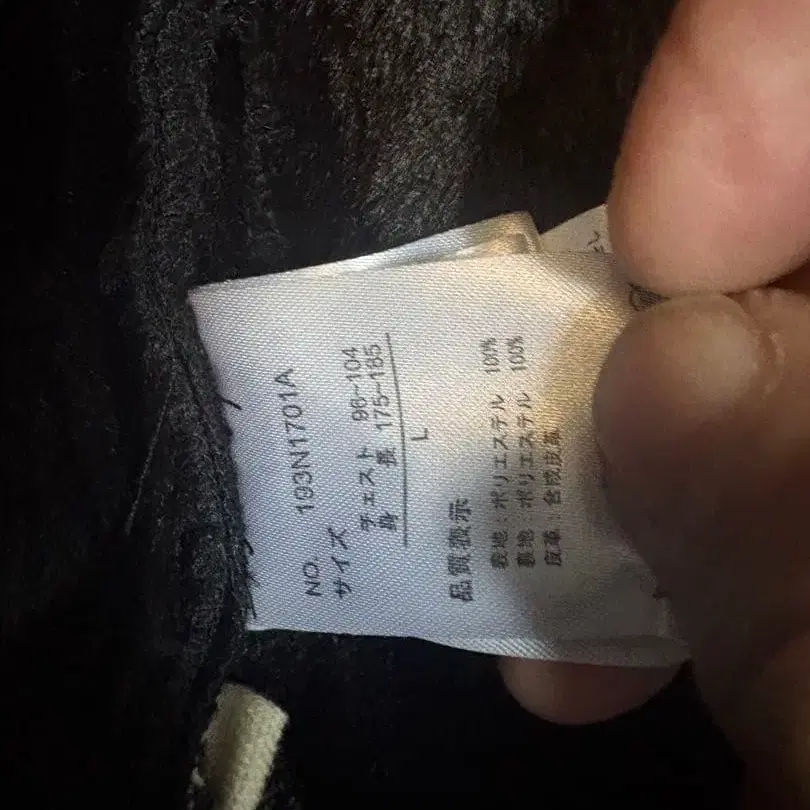 NO. 193N1701A
サイズ
チェスト 96-104
身 長 175-185
L
品質表示
表地:ポリエステル 100%
裏地:ポリエステル 100%
皮革:合成皮革